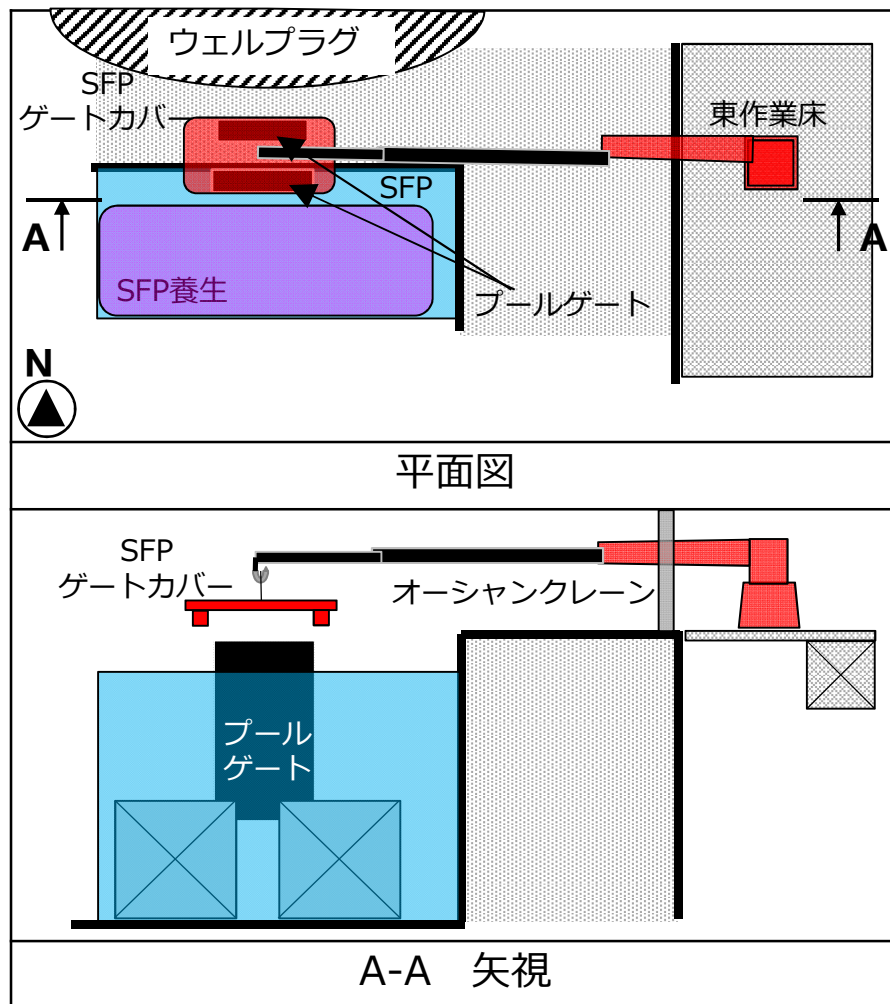 ウェルプラグ
SFP
ゲートカバー
東作業床
SFP
A
A
SFP養生
プールゲート
N
平面図
SFP
ゲートカバー
オーシャンクレーン
プール
ゲート
A-A　矢視